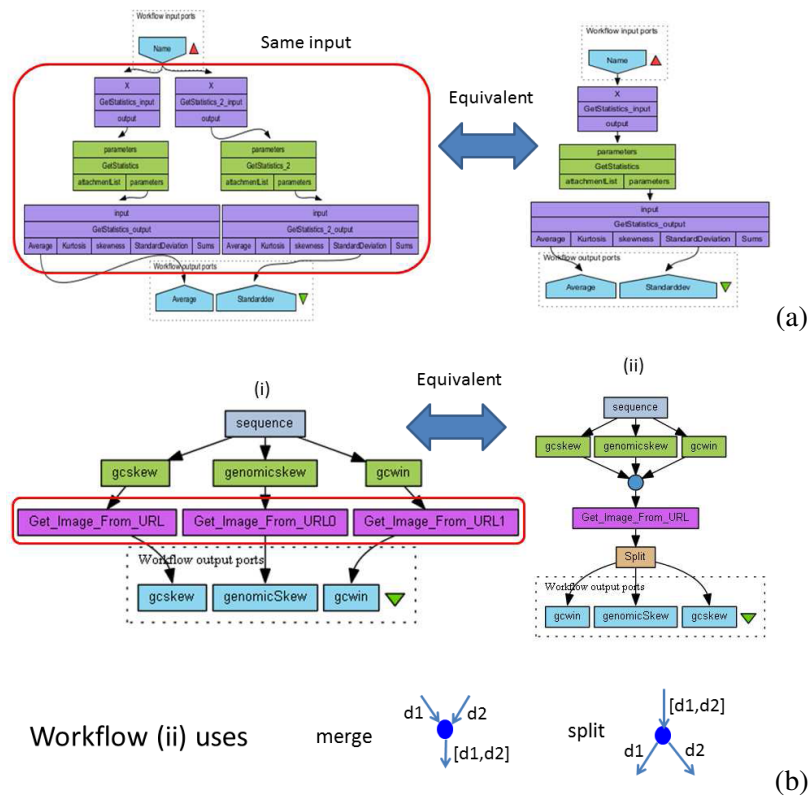 Workflow input ports
Name
Same input
X
GetStatistics_input
output
X
GetStatistics_2_input
output
parameters
GetStatistics
attachmentList parameters
parameters
GetStatistics_2
attachmentList parameters
input
GetStatistics_output
Average Kurtosis skewness StandardDeviation Sums
input
GetStatistics_2_output
Average Kurtosis skewness StandardDeviation Sums
Workflow output ports
Average
Standarddev
Equivalent
Workflow input ports
Name
X
GetStatistics_input
output
parameters
GetStatistics
attachmentList parameters
input
GetStatistics_output
Average Kurtosis skewness StandardDeviation Sums
Workflow output ports
Average
Standarddev
(a)
(i)
sequence
gcskew genomicskew gcwin
Get_Image_From_URL Get_Image_From_URL0 Get_Image_From_URL1
Workflow output ports
gcskew genomicSkew gcwin
Equivalent
(ii)
sequence
gcskew genomicskew gcwin
Get_Image_From_URL
Split
Workflow output ports
gcwin genomicSkew gcskew
Workflow (ii) uses
merge
d1 d2
[d1,d2]
split
[d1,d2]
d1 d2
(b)